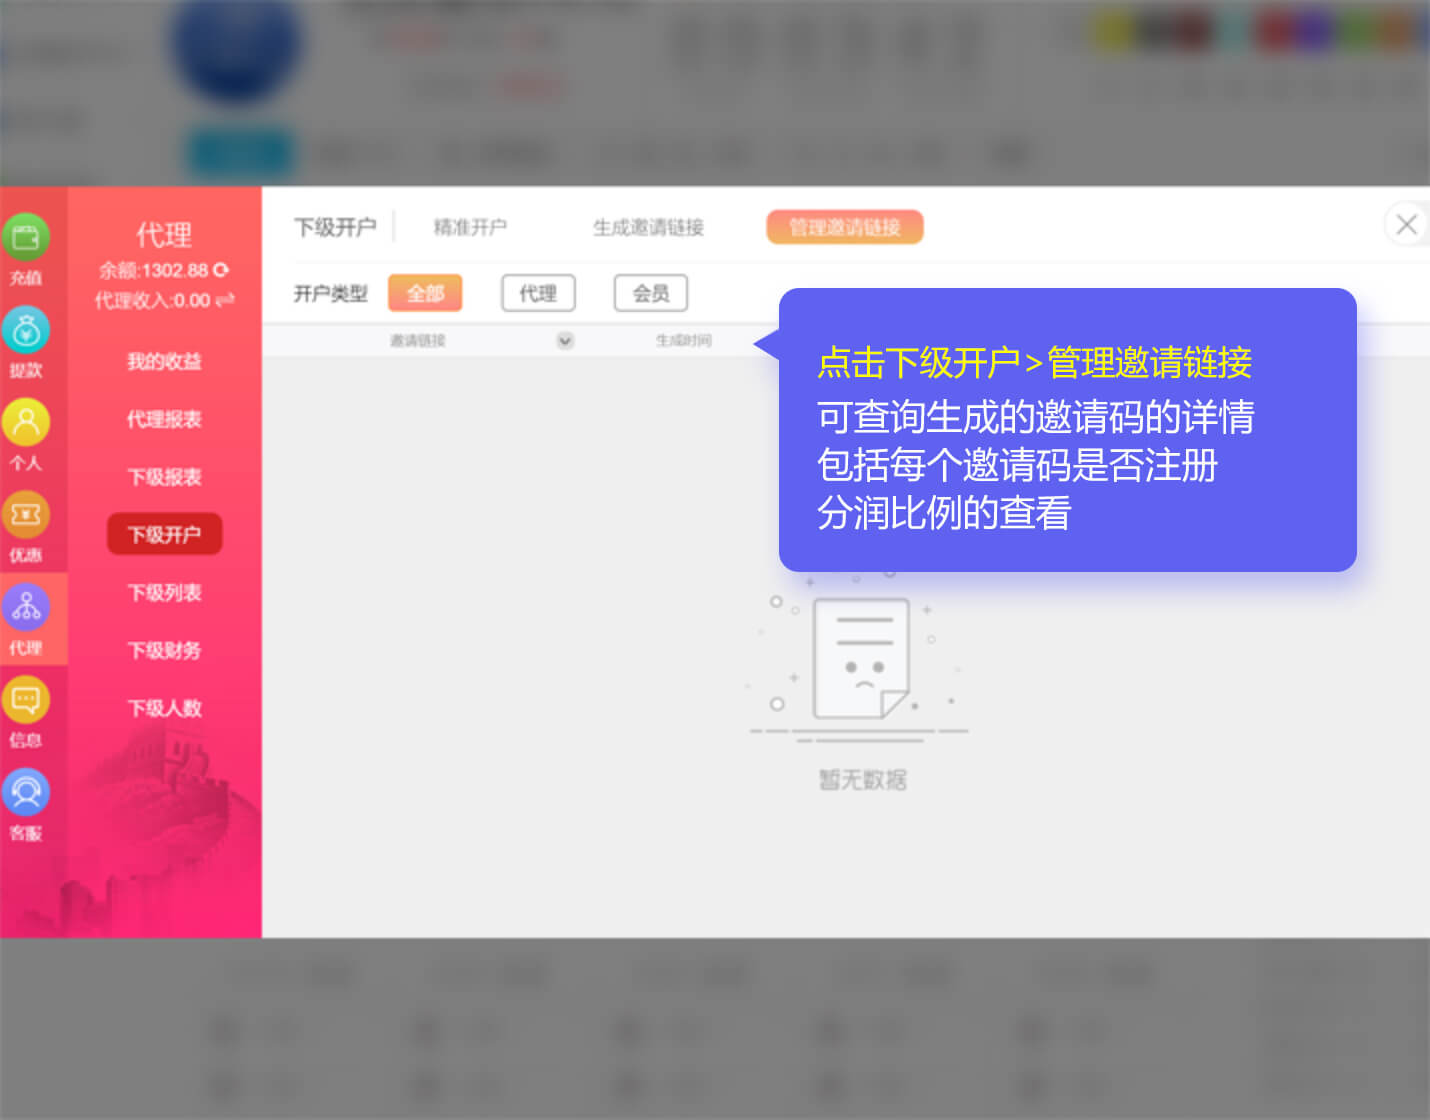 充值
提款
个人
优惠
代理
信息
客服
代理
余额:1302.88
代理收入:0.00
我的收益
代理报表
下级报表
下级开户
下级列表
下级财务
下级人数
下级开户 精准开户 生成邀请链接 管理邀请链接
开户类型 全部 代理 会员
邀请链接 生成时间
点击下级开户>管理邀请链接
可查询生成的邀请码的详情
包括每个邀请码是否注册
分润比例的查看
暂无数据